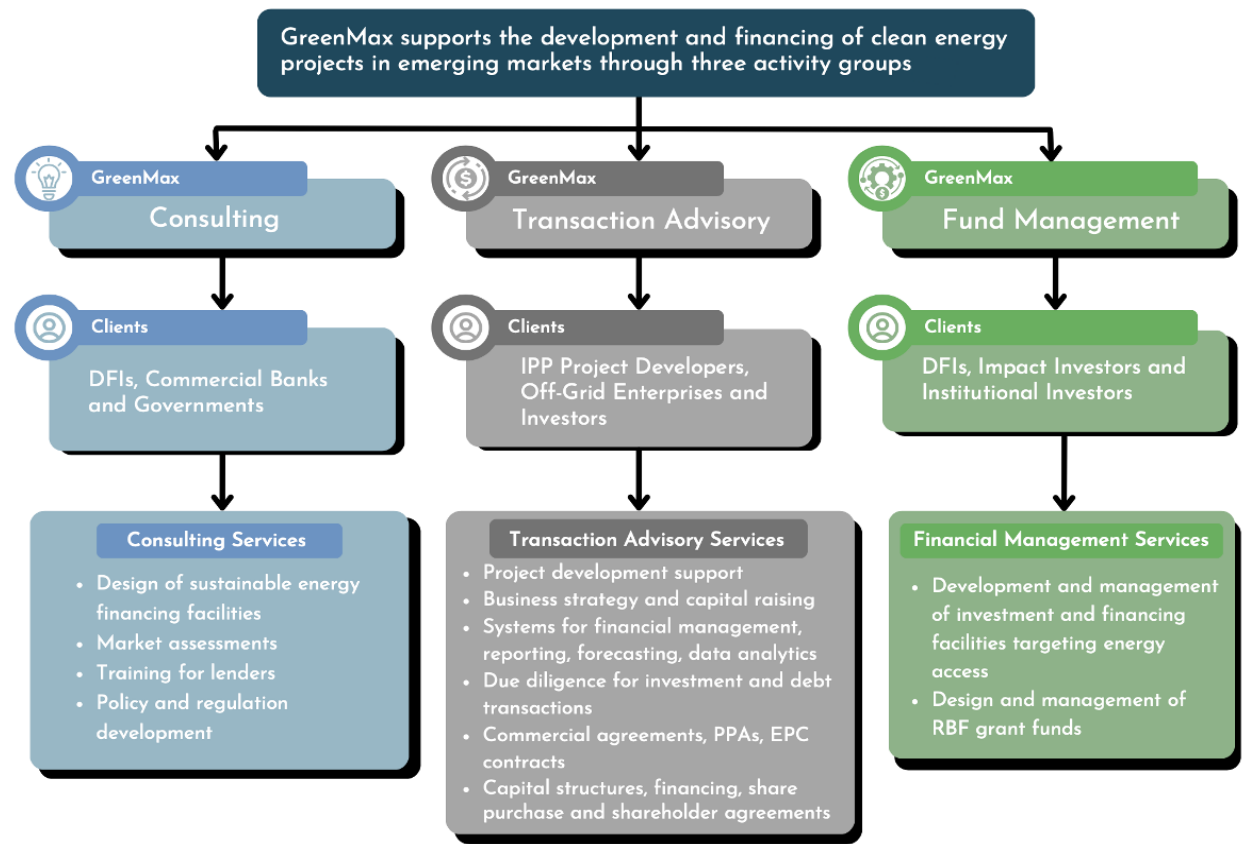 GreenMax supports the development and financing of clean energy
projects in emerging markets through three activity groups
GreenMax
Consulting
Clients
DFIs, Commercial Banks
and Governments
Consulting Services
• Design of sustainable energy
financing facilities
• Market assessments
• Training for lenders
• Policy and regulation
development
GreenMax
Transaction Advisory
Clients
IPP Project Developers,
Off-Grid Enterprises and
Investors
Transaction Advisory Services
• Project development support
• Business strategy and capital raising
• Systems for financial management,
reporting, forecasting, data analytics
• Due diligence for investment and debt
transactions
• Commercial agreements, PPAs, EPC
contracts
• Capital structures, financing, share
purchase and shareholder agreements
GreenMax
Fund Management
Clients
DFIs, Impact Investors and
Institutional Investors
Financial Management Services
• Development and management
of investment and financing
facilities targeting energy
access
• Design and management of
RBF grant funds